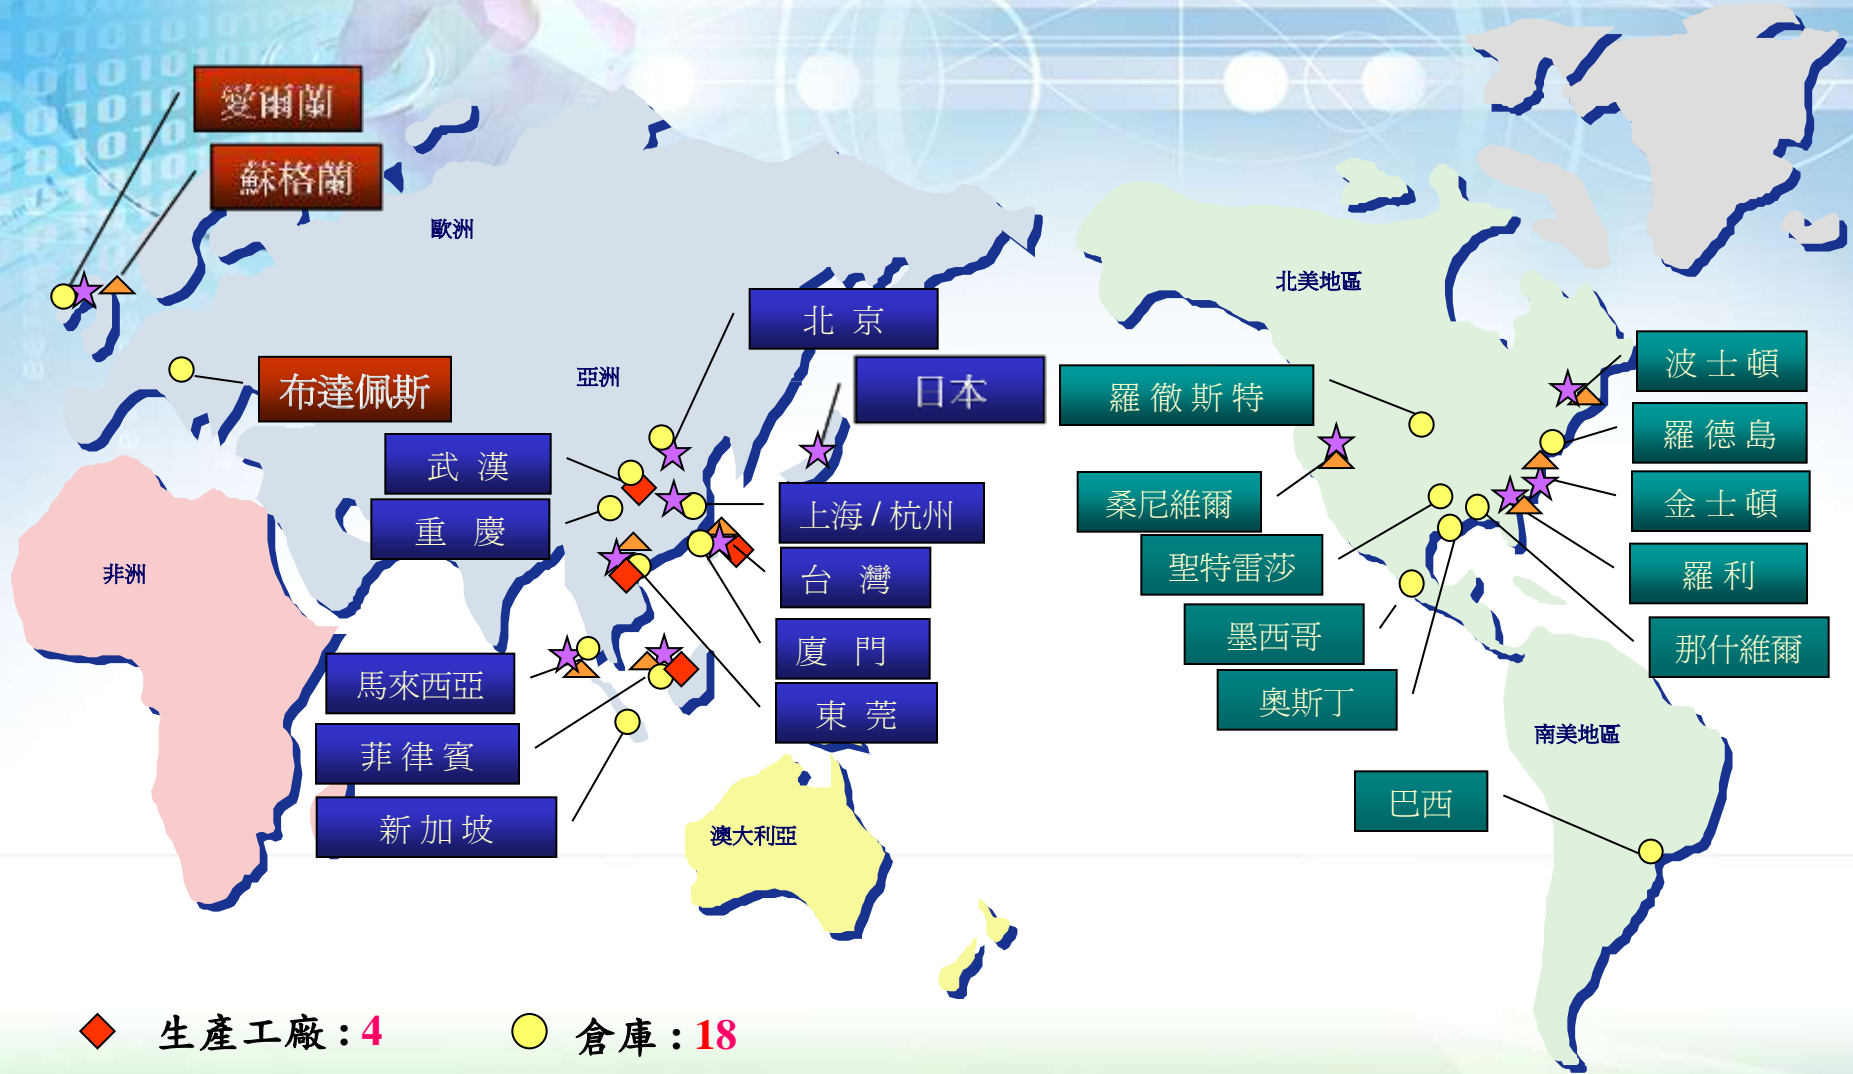 愛爾蘭
蘇格蘭
歐洲
北美地區
北 京
波 士 頓
布達佩斯
亞洲
日本
羅 徹 斯 特
羅 德 島
武 漢
桑尼維爾
金 士 頓
重 慶
上海 / 杭州
聖特雷莎
非洲
台 灣
羅 利
墨西哥
廈 門
那什維爾
馬來西亞
東 莞
奧斯丁
菲 律 賓
南美地區
新 加 坡
澳大利亞
巴西
生產工廠 : 4
倉庫 : 18